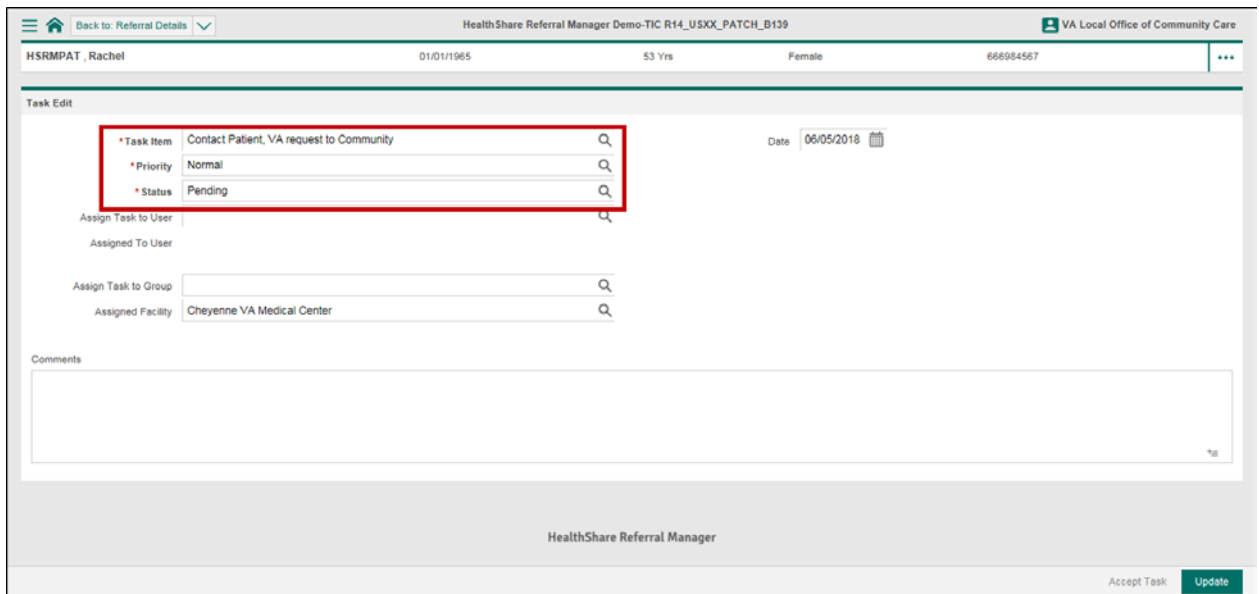 Back to: Referral Details HealthShare Referral Manager Demo-TIC R14_USXX_PATCH_B139 VA Local Office of Community Care
HSRMPAT , Rachel 01/01/1965 53 Yrs Female 666984567
Task Edit
*Task Item Contact Patient, VA request to Community Date 06/05/2018
*Priority Normal
*Status Pending
Assign Task to User
Assigned To User
Assign Task to Group
Assigned Facility Cheyenne VA Medical Center
Comments
HealthShare Referral Manager
Accept Task Update